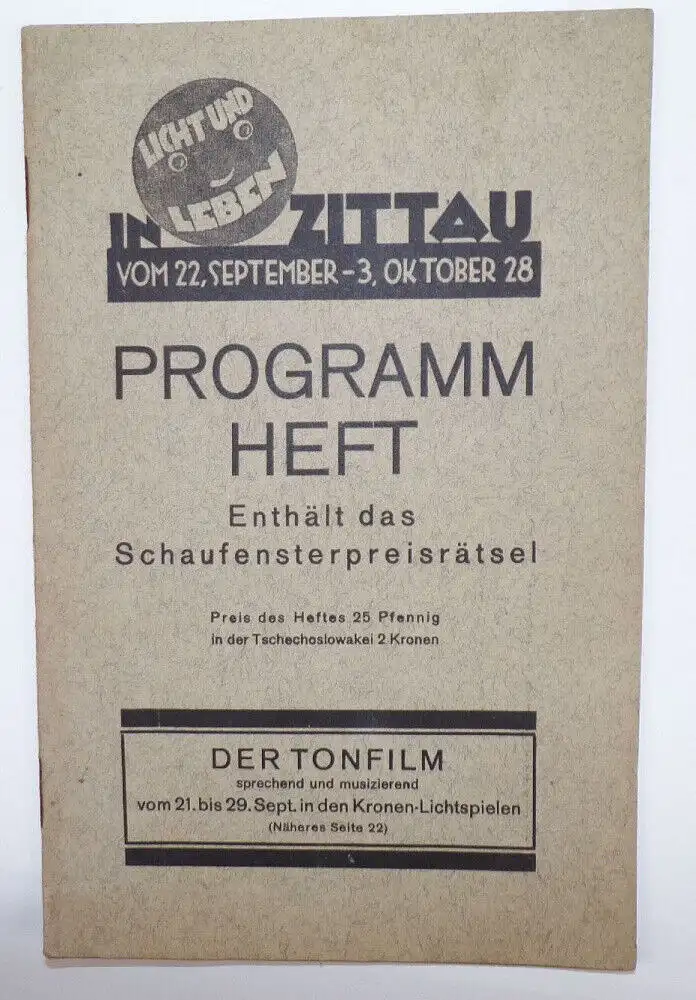 LICHT UND
LEBEN
IN ZITTAU
VOM 22, SEPTEMBER – 3, OKTOBER 28
PROGRAMM
HEFT
Enthält das
Schaufensterpreisrätsel
Preis des Heftes 25 Pfennig
in der Tschechoslowakei 2 Kronen
DER TONFILM
sprechend und musizierend
vom 21. bis 29. Sept. in den Kronen-Lichtspielen
(Näheres Seite 22)